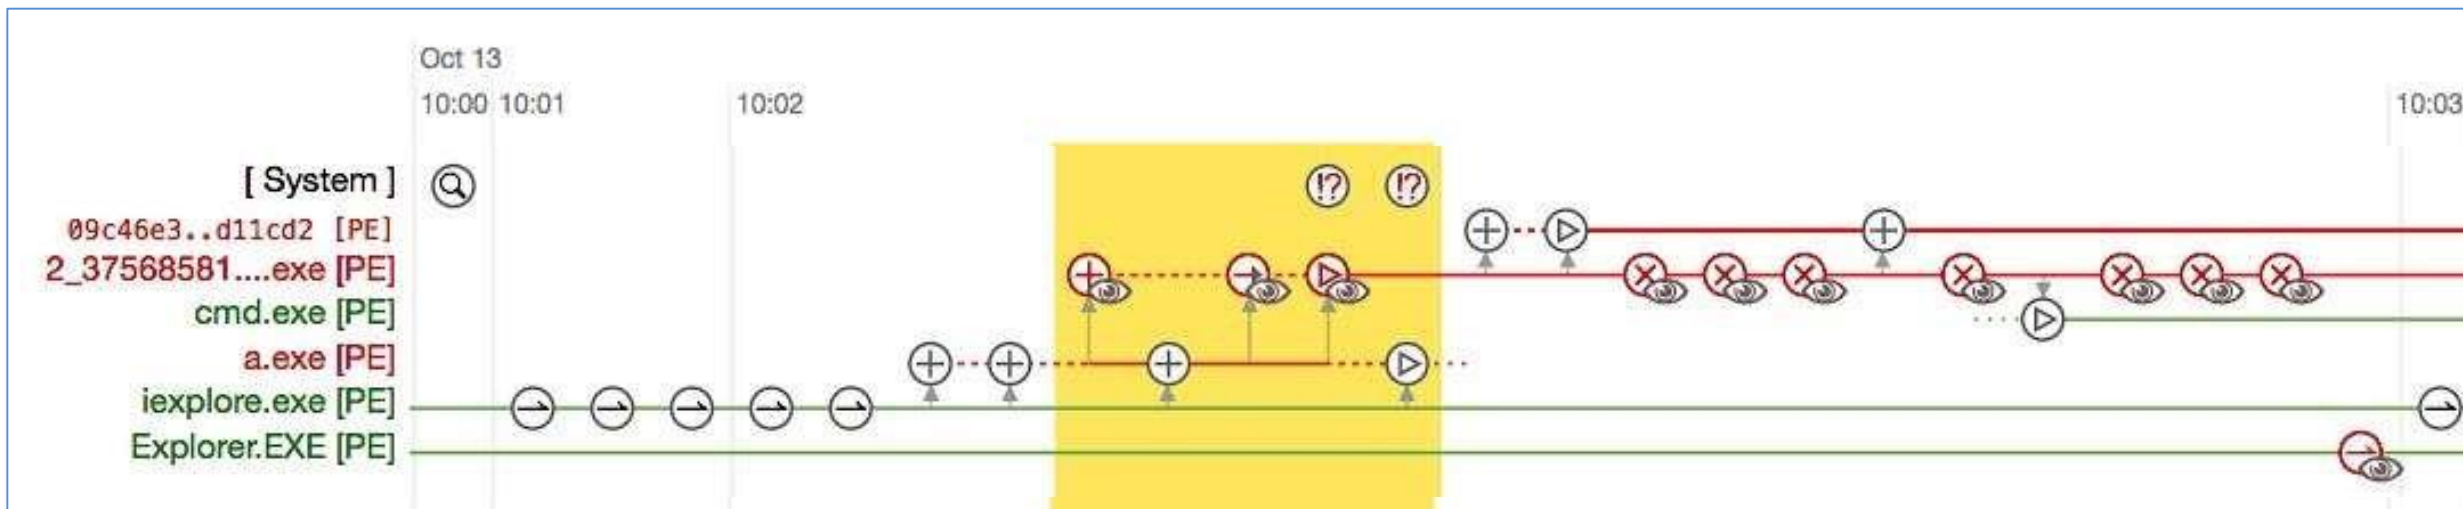 Oct 13
10:00 10:01 10:02 10:03
[ System ]
!? !?
09c46e3..d11cd2 [PE]
2_37568581....exe [PE]
cmd.exe [PE]
a.exe [PE]
iexplore.exe [PE]
Explorer.EXE [PE]